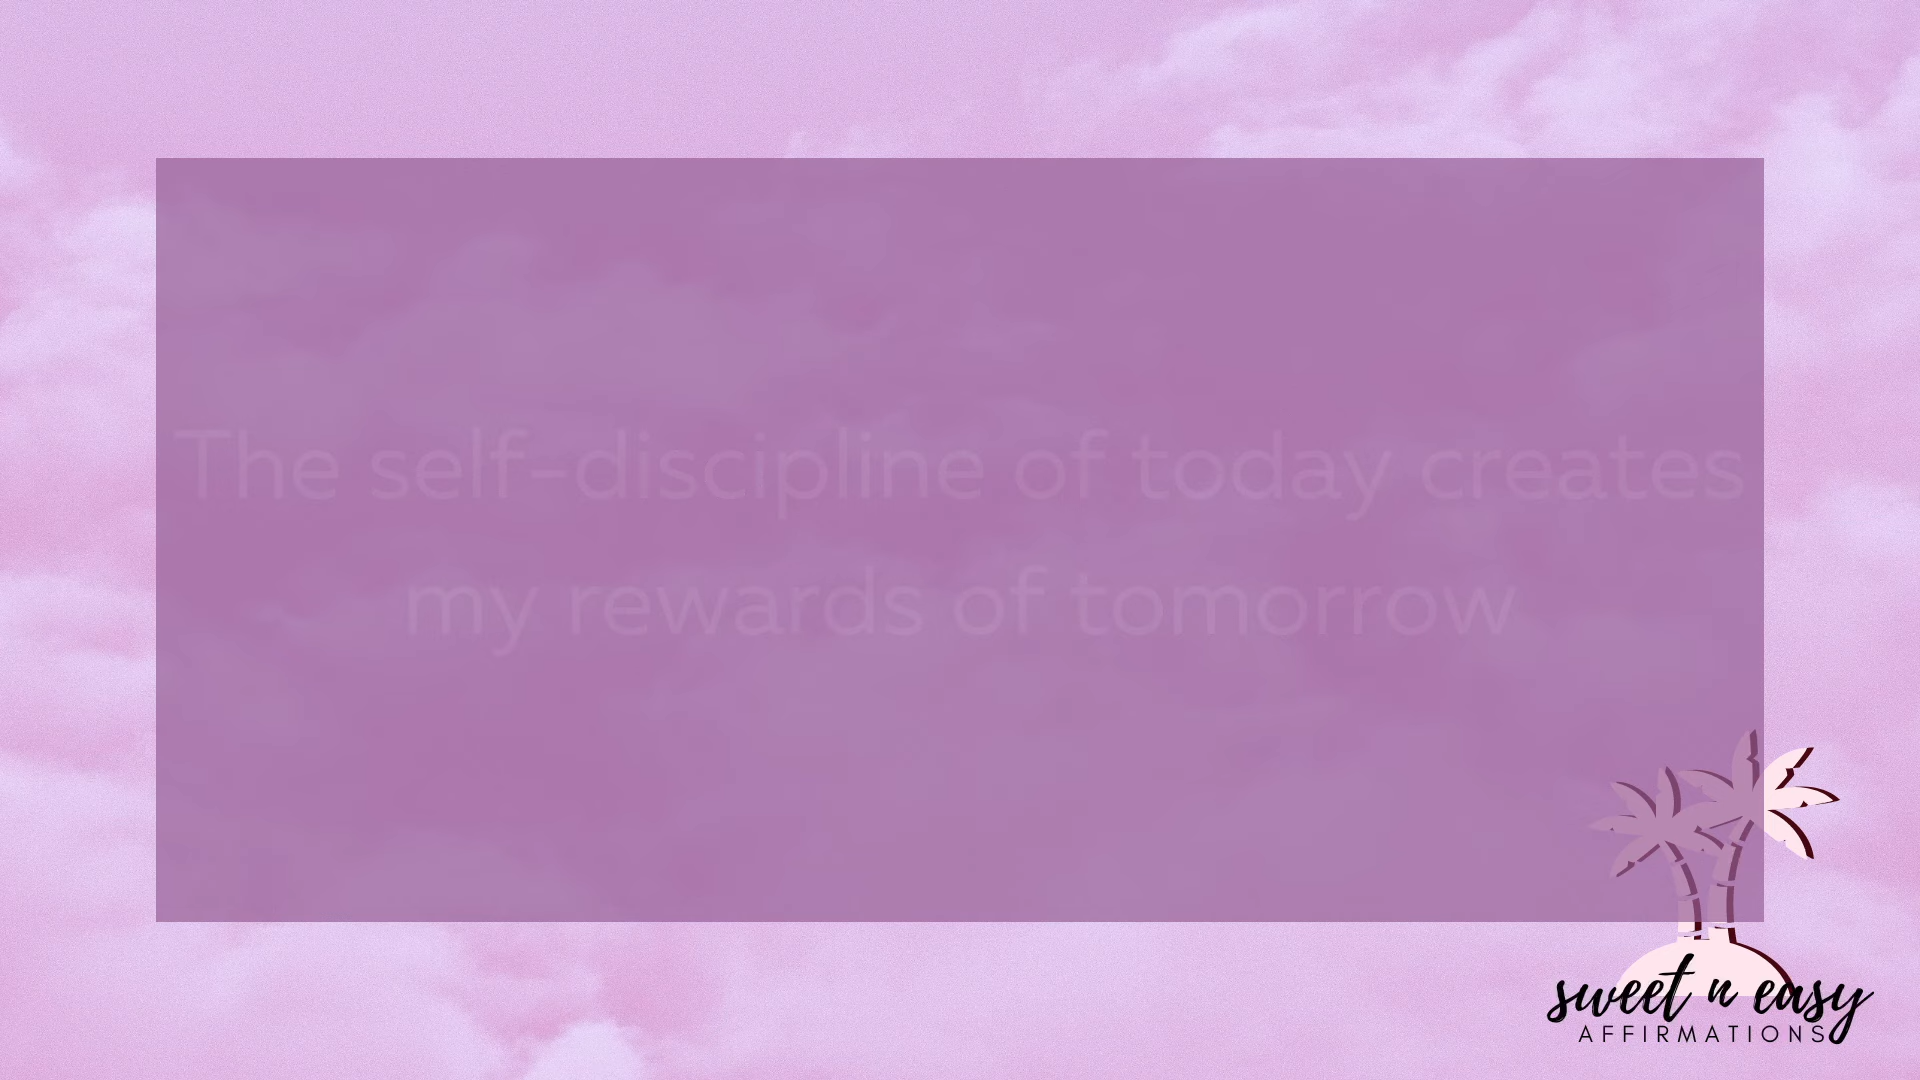 The self-discipline of today creates
my rewards of tomorrow
sweet n easy
AFFIRMATIONS